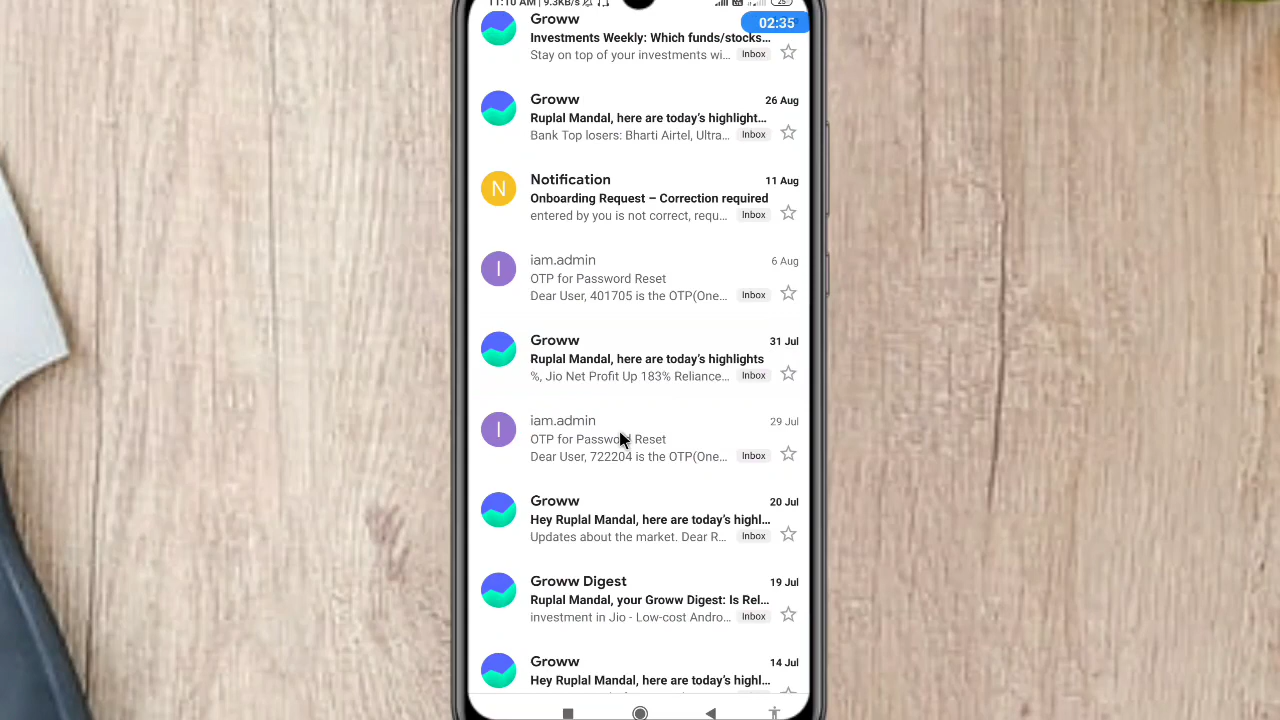 11:10 AM | 9.3KB/s
25
02:35
Groww
Investments Weekly: Which funds/stocks...
Stay on top of your investments wi... Inbox
Groww 26 Aug
Ruplal Mandal, here are today's highlight...
Bank Top losers: Bharti Airtel, Ultra... Inbox
N
Notification 11 Aug
Onboarding Request – Correction required
entered by you is not correct, requ... Inbox
I
iam.admin 6 Aug
OTP for Password Reset
Dear User, 401705 is the OTP(One... Inbox
Groww 31 Jul
Ruplal Mandal, here are today's highlights
%, Jio Net Profit Up 183% Reliance... Inbox
I
iam.admin 29 Jul
OTP for Password Reset
Dear User, 722204 is the OTP(One... Inbox
Groww 20 Jul
Hey Ruplal Mandal, here are today's highl...
Updates about the market. Dear R... Inbox
Groww Digest 19 Jul
Ruplal Mandal, your Groww Digest: Is Rel...
investment in Jio - Low-cost Andro... Inbox
Groww 14 Jul
Hey Ruplal Mandal, here are today's highl...